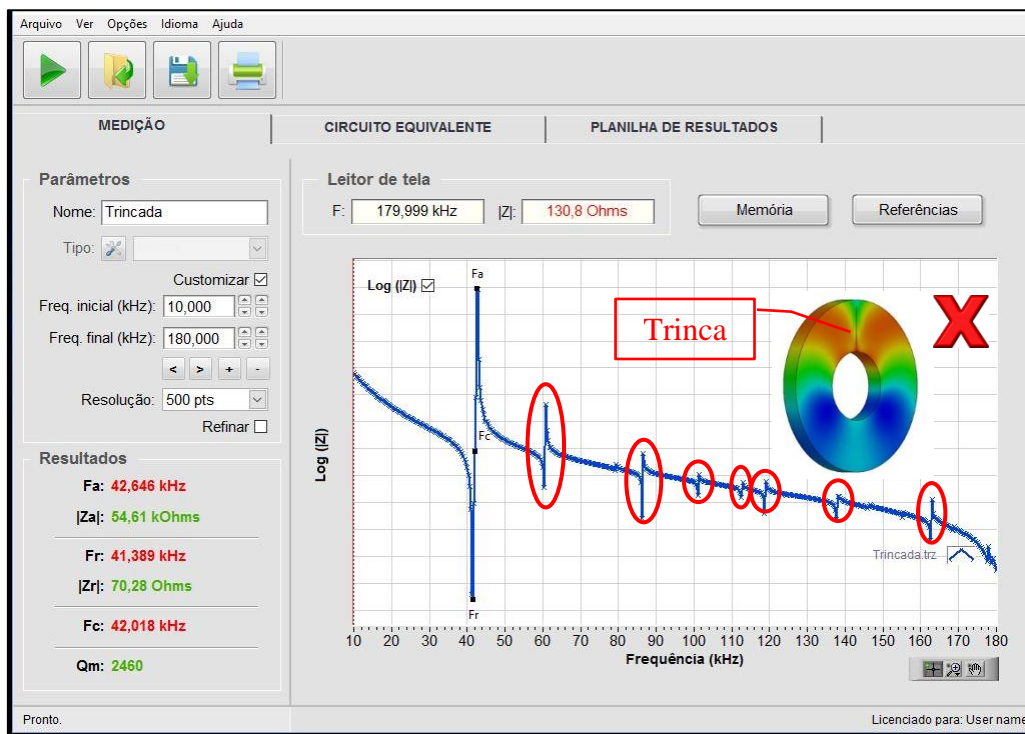 Arquivo Ver Opções Idioma Ajuda
MEDIÇÃO
CIRCUITO EQUIVALENTE
PLANILHA DE RESULTADOS
Parâmetros
Nome: Trincada
Tipo:
Customizar
Freq. inicial (kHz): 10,000
Freq. final (kHz): 180,000
< > + -
Resolução: 500 pts
Refinar
Resultados
Fa: 42,646 kHz
|Za|: 54,61 kOhms
Fr: 41,389 kHz
|Zr|: 70,28 Ohms
Fc: 42,018 kHz
Qm: 2460
Leitor de tela
F: 179,999 kHz |Z|: 130,8 Ohms
Memória
Referências
Log (|Z|)
Fa
Trinca
X
Fc
Log (|Z|)
Trincada.trz
Fr
10 20 30 40 50 60 70 80 90 100 110 120 130 140 150 160 170 180
Frequência (kHz)
Pronto.
Licenciado para: User name